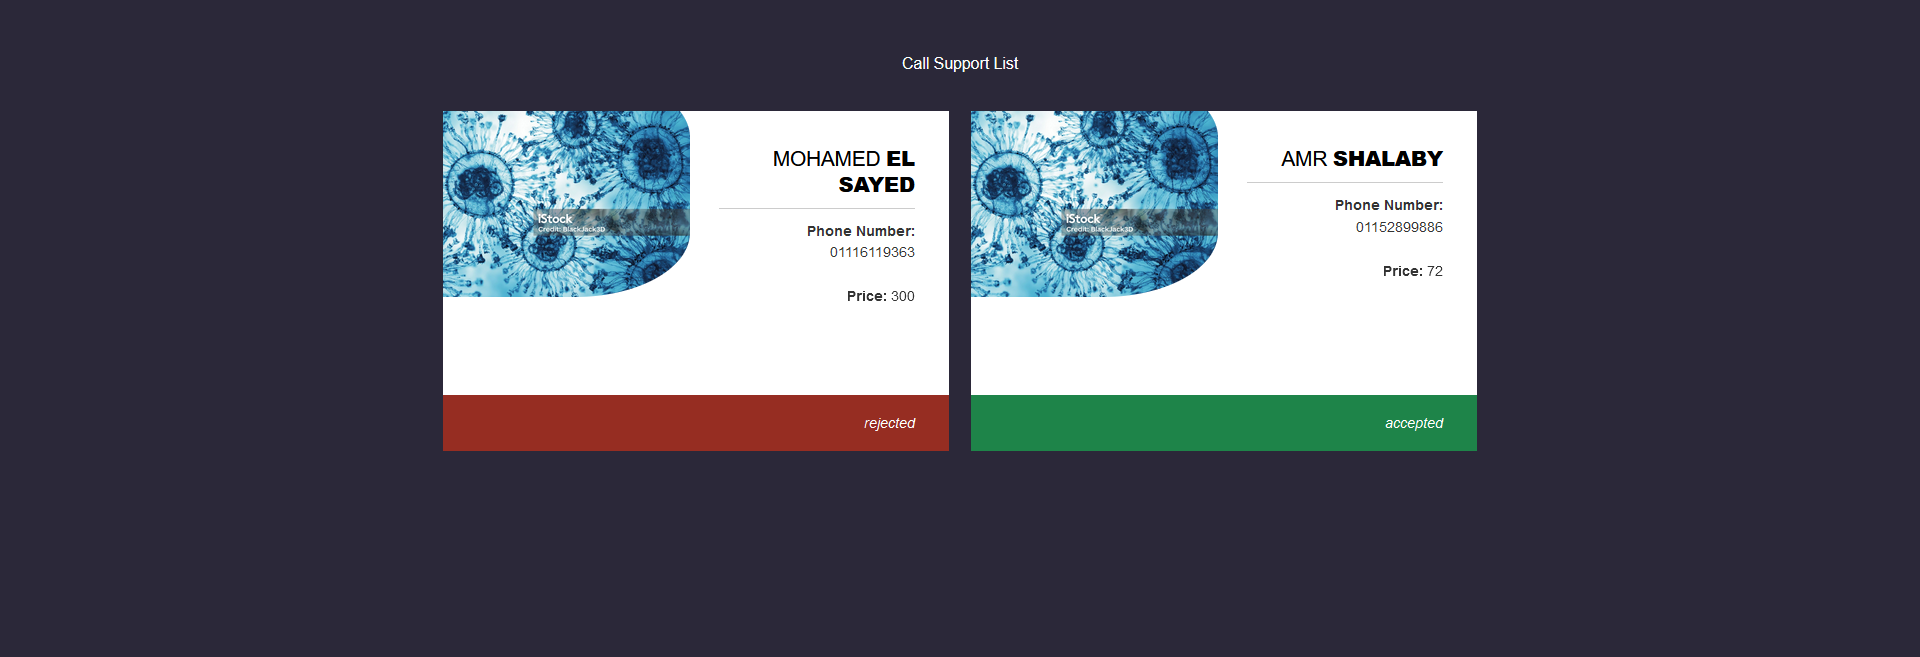 Call Support List
iStock
Credit: BlackJack3D
MOHAMED EL
SAYED
Phone Number:
01116119363
Price: 300
rejected
iStock
Credit: BlackJack3D
AMR SHALABY
Phone Number:
01152899886
Price: 72
accepted